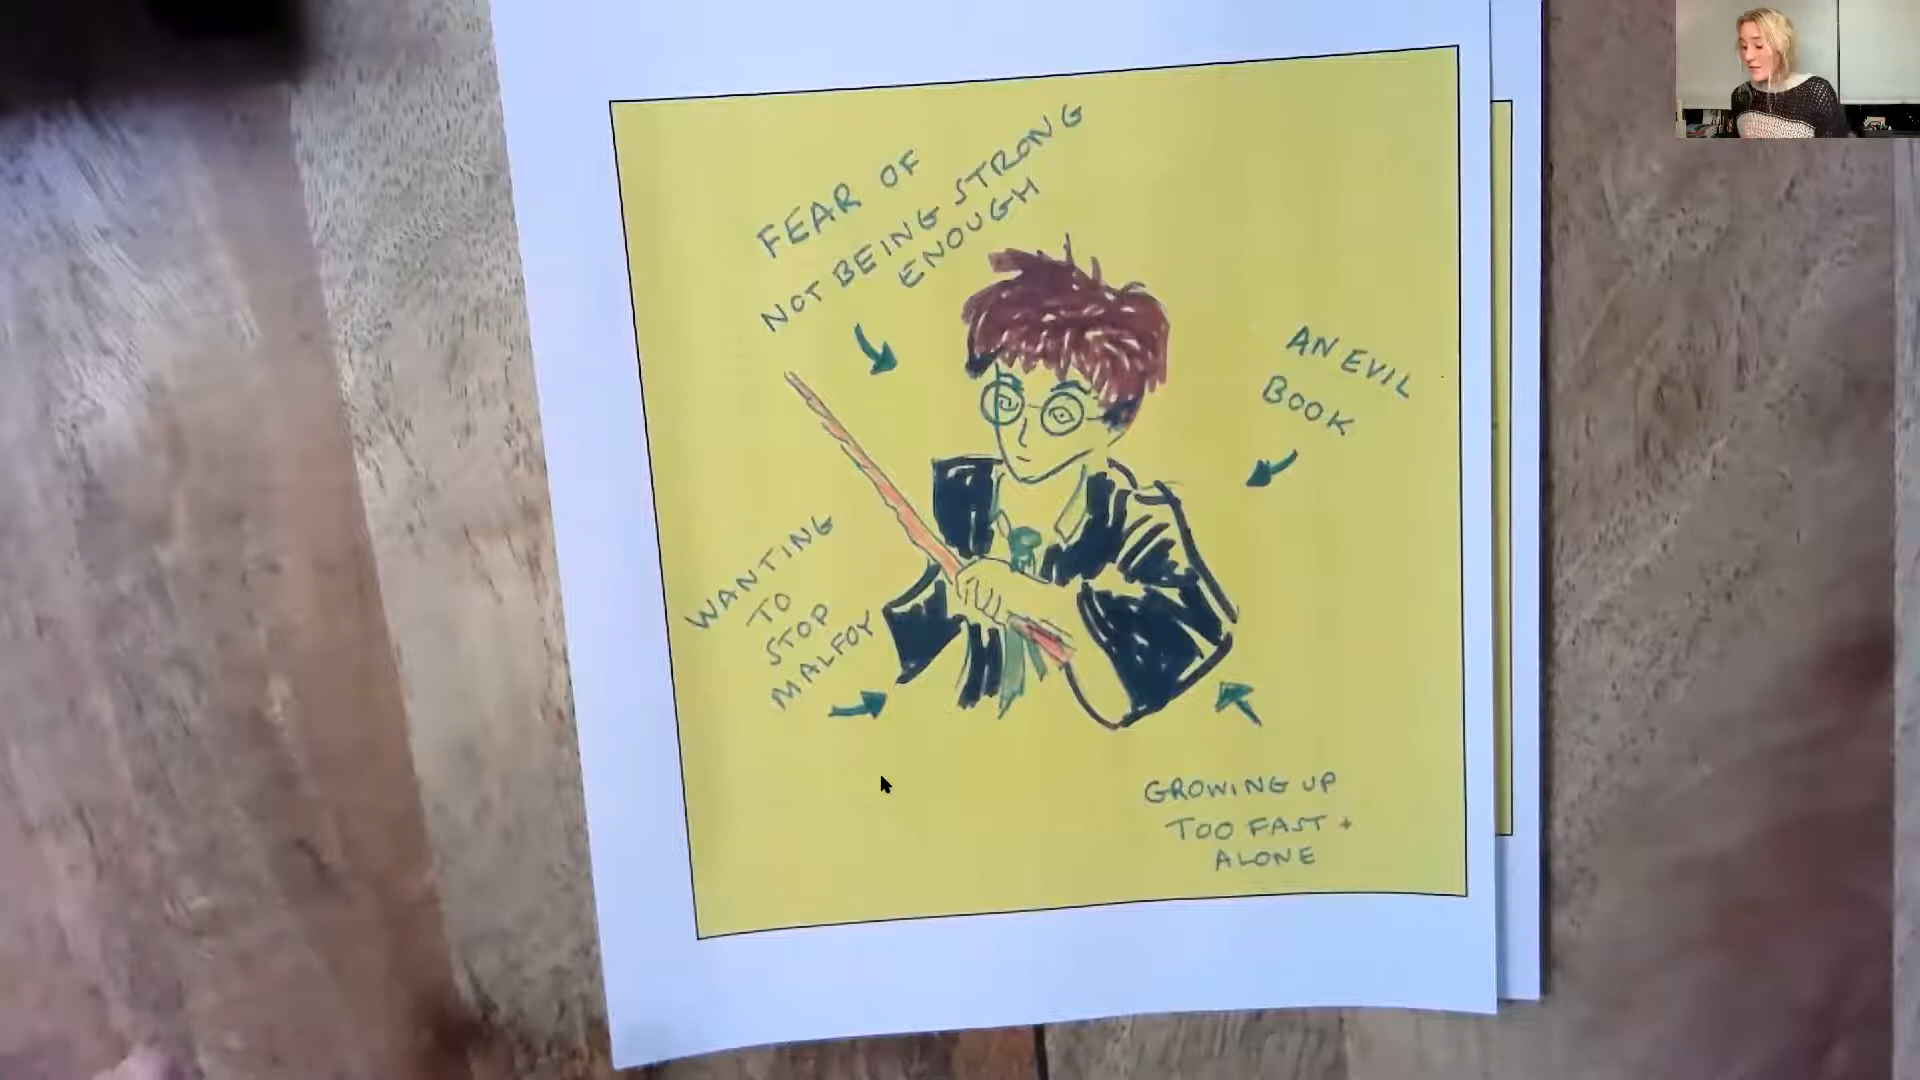 FEAR OF
NOT BEING STRONG
ENOUGH
AN EVIL
BOOK
WANTING
TO
STOP
MALFOY
GROWING UP
TOO FAST +
ALONE